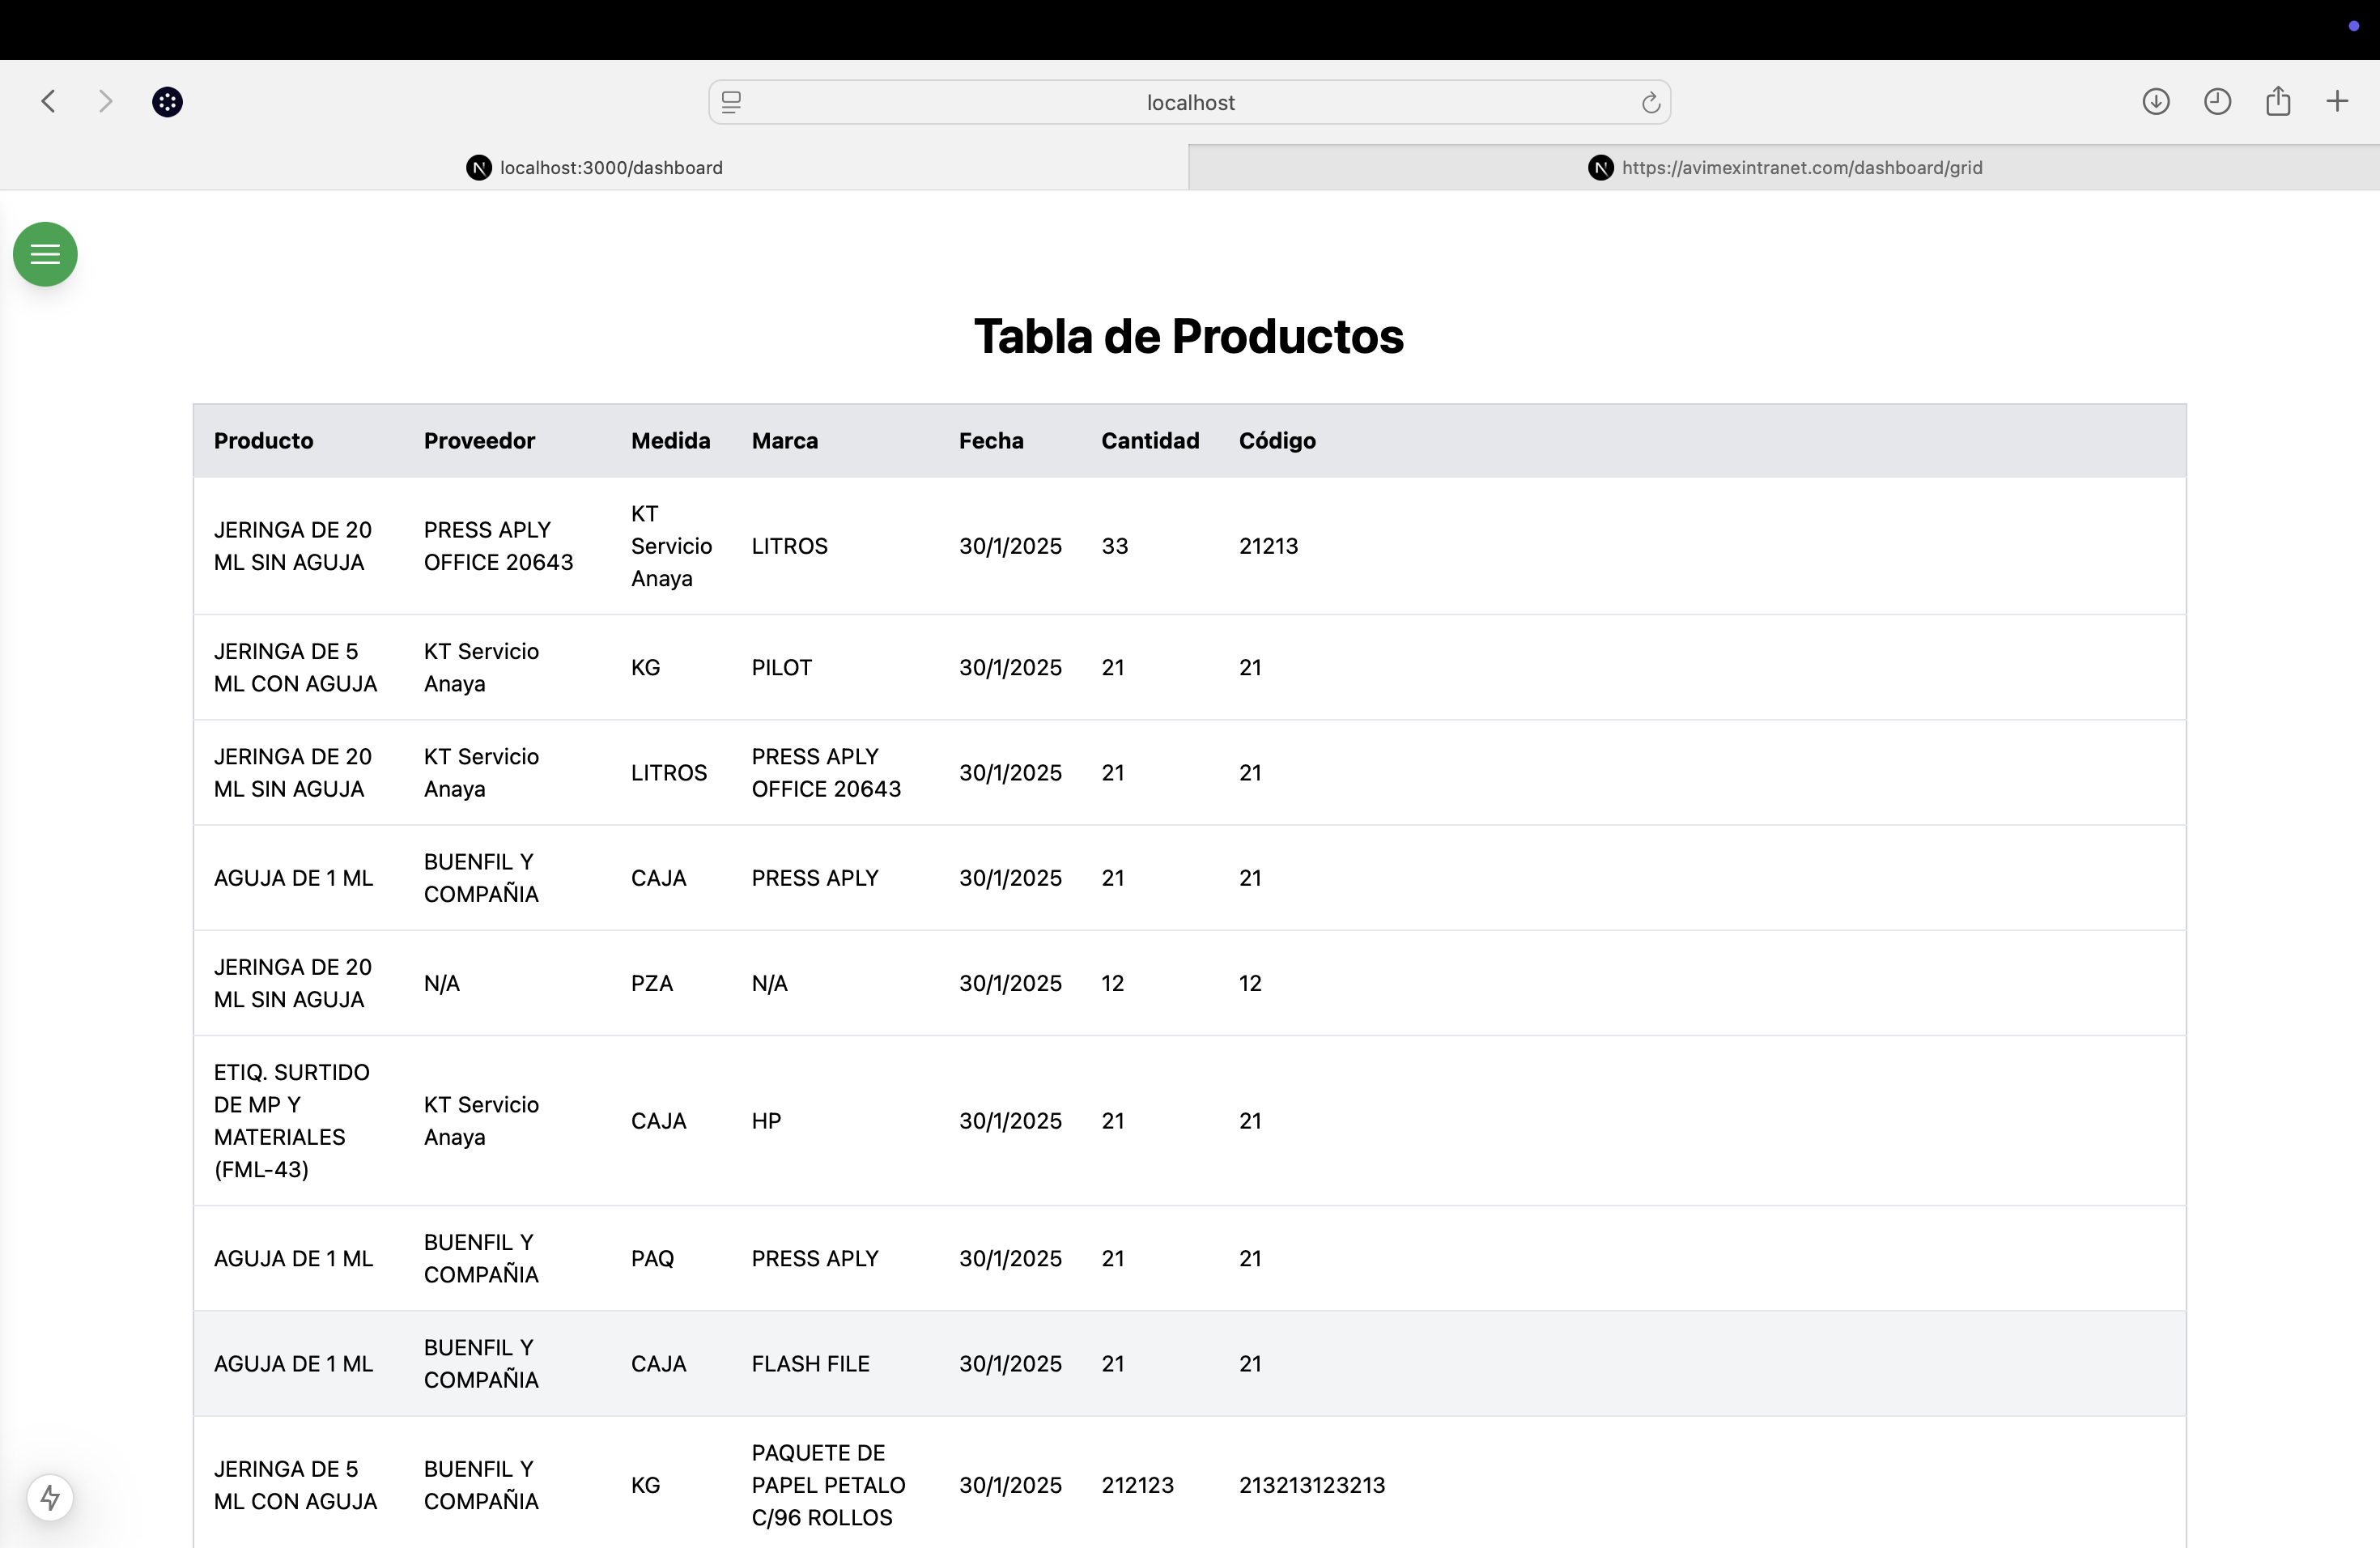 localhost
localhost:3000/dashboard
https://avimexintranet.com/dashboard/grid
Tabla de Productos
Producto Proveedor Medida Marca Fecha Cantidad Código
JERINGA DE 20
ML SIN AGUJA
PRESS APLY
OFFICE 20643
KT
Servicio
Anaya
LITROS
30/1/2025
33
21213
JERINGA DE 5
ML CON AGUJA
KT Servicio
Anaya
KG
PILOT
30/1/2025
21
21
JERINGA DE 20
ML SIN AGUJA
KT Servicio
Anaya
LITROS
PRESS APLY
OFFICE 20643
30/1/2025
21
21
AGUJA DE 1 ML
BUENFIL Y
COMPAÑIA
CAJA
PRESS APLY
30/1/2025
21
21
JERINGA DE 20
ML SIN AGUJA
N/A
PZA
N/A
30/1/2025
12
12
ETIQ. SURTIDO
DE MP Y
MATERIALES
(FML-43)
KT Servicio
Anaya
CAJA
HP
30/1/2025
21
21
AGUJA DE 1 ML
BUENFIL Y
COMPAÑIA
PAQ
PRESS APLY
30/1/2025
21
21
AGUJA DE 1 ML
BUENFIL Y
COMPAÑIA
CAJA
FLASH FILE
30/1/2025
21
21
JERINGA DE 5
ML CON AGUJA
BUENFIL Y
COMPAÑIA
KG
PAQUETE DE
PAPEL PETALO
C/96 ROLLOS
30/1/2025
212123
213213123213